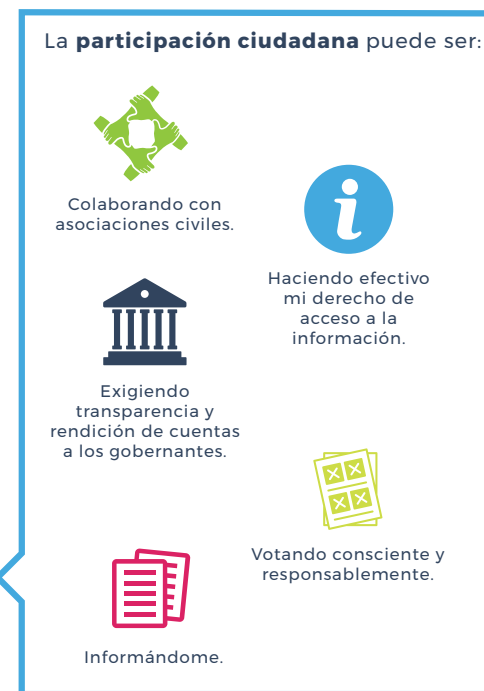 La participación ciudadana puede ser:
Colaborando con
asociaciones civiles.
i
Haciendo efectivo
mi derecho de
acceso a la
información.
Exigiendo
transparencia y
rendición de cuentas
a los gobernantes.
Votando consciente y
responsablemente.
Informándome.